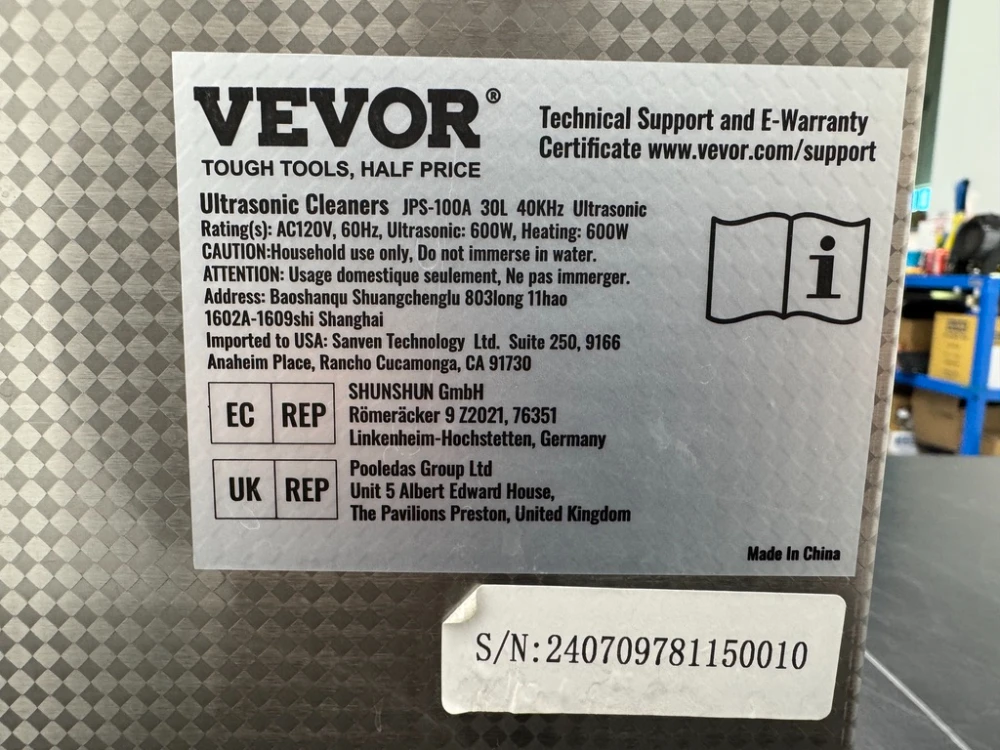 VEVOR®
TOUGH TOOLS, HALF PRICE
Technical Support and E-Warranty
Certificate www.vevor.com/support
Ultrasonic Cleaners JPS-100A 30L 40KHz Ultrasonic
Rating(s): AC120V, 60Hz, Ultrasonic: 600W, Heating: 600W
CAUTION:Household use only, Do not immerse in water.
ATTENTION: Usage domestique seulement, Ne pas immerger.
Address: Baoshanqu Shuangchenglu 803long 11hao
1602A-1609shi Shanghai
Imported to USA: Sanven Technology Ltd. Suite 250, 9166
Anaheim Place, Rancho Cucamonga, CA 91730
EC REP
SHUNSHUN GmbH
Römeräcker 9 Z2021, 76351
Linkenheim-Hochstetten, Germany
UK REP
Pooledas Group Ltd
Unit 5 Albert Edward House,
The Pavilions Preston, United Kingdom
Made In China
S/N:240709781150010